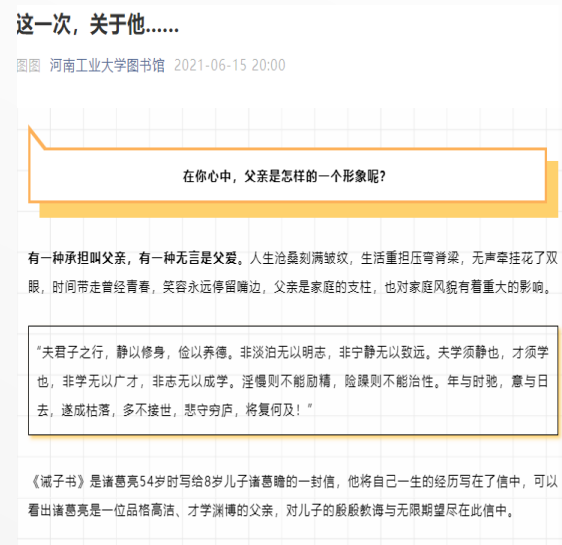 这一次，关于他......
图图 河南工业大学图书馆 2021-06-15 20:00
在你心中，父亲是怎样的一个形象呢？
有一种承担叫父亲，有一种无言是父爱。人生沧桑刻满皱纹，生活重担压弯脊梁，无声牵挂花了双
眼，时间带走曾经青春，笑容永远停留嘴边，父亲是家庭的支柱，也对家庭风貌有着重大的影响。
“夫君子之行，静以修身，俭以养德。非淡泊无以明志，非宁静无以致远。夫学须静也，才须学
也，非学无以广才，非志无以成学。淫慢则不能励精，险躁则不能治性。年与时驰，意与日
去，遂成枯落，多不接世，悲守穷庐，将复何及！”
《诫子书》是诸葛亮54岁时写给8岁儿子诸葛瞻的一封信，他将自己一生的经历写在了信中，可以
看出诸葛亮是一位品格高洁、才学渊博的父亲，对儿子的殷殷教诲与无限期望尽在此信中。